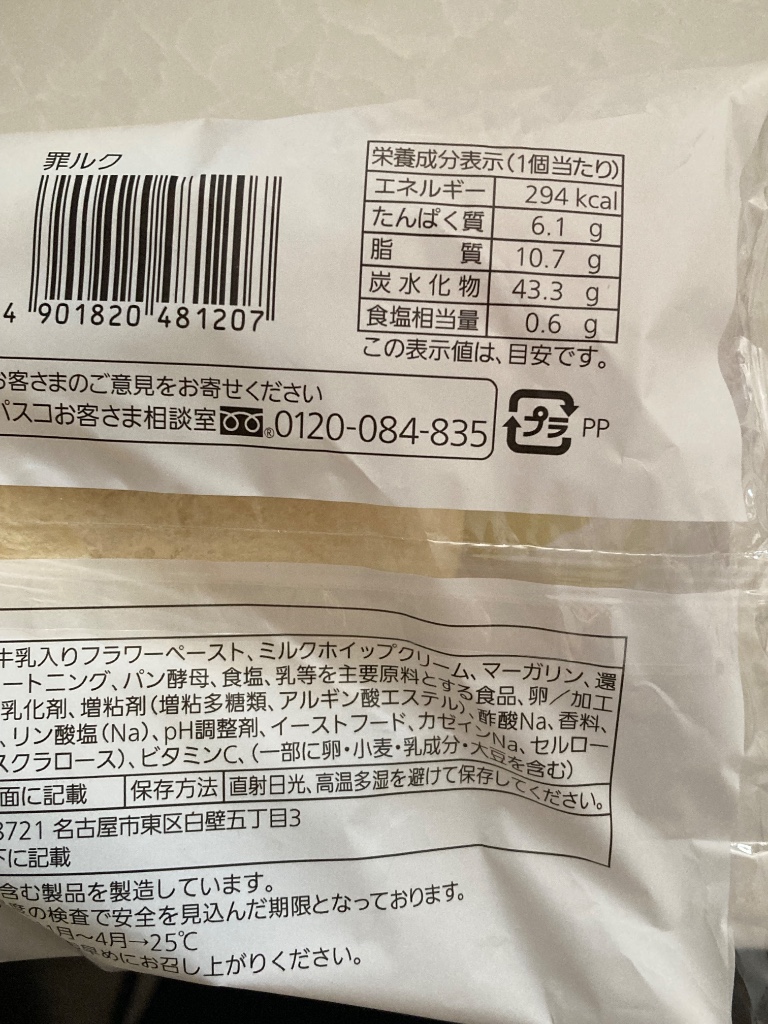 罪ルク
4 901820 481207
栄養成分表示(1個当たり)
エネルギー 294 kcal
たんぱく質 6.1 g
脂質 10.7 g
炭水化物 43.3 g
食塩相当量 0.6 g
この表示値は、目安です。
お客さまのご意見をお寄せください
パスコお客さま相談室 ® 0120-084-835
プラ PP
牛乳入りフラワーペースト、ミルクホイップクリーム、マーガリン、還
ートニング、パン酵母、食塩、乳等を主要原料とする食品、卵/加工
乳化剤、増粘剤(増粘多糖類、アルギン酸エステル)、酢酸Na、香料、
、リン酸塩(Na)、pH調整剤、イーストフード、カゼインNa、セルロー
スクラロース)、ビタミンC、(一部に卵・小麦・乳成分・大豆を含む)
面に記載 保存方法 直射日光、高温多湿を避けて保存してください。
8721 名古屋市東区白壁五丁目3
下に記載
含む製品を製造しています。
の検査で安全を見込んだ期限となっております。
1月~4月→25℃
早めにお召し上がりください。